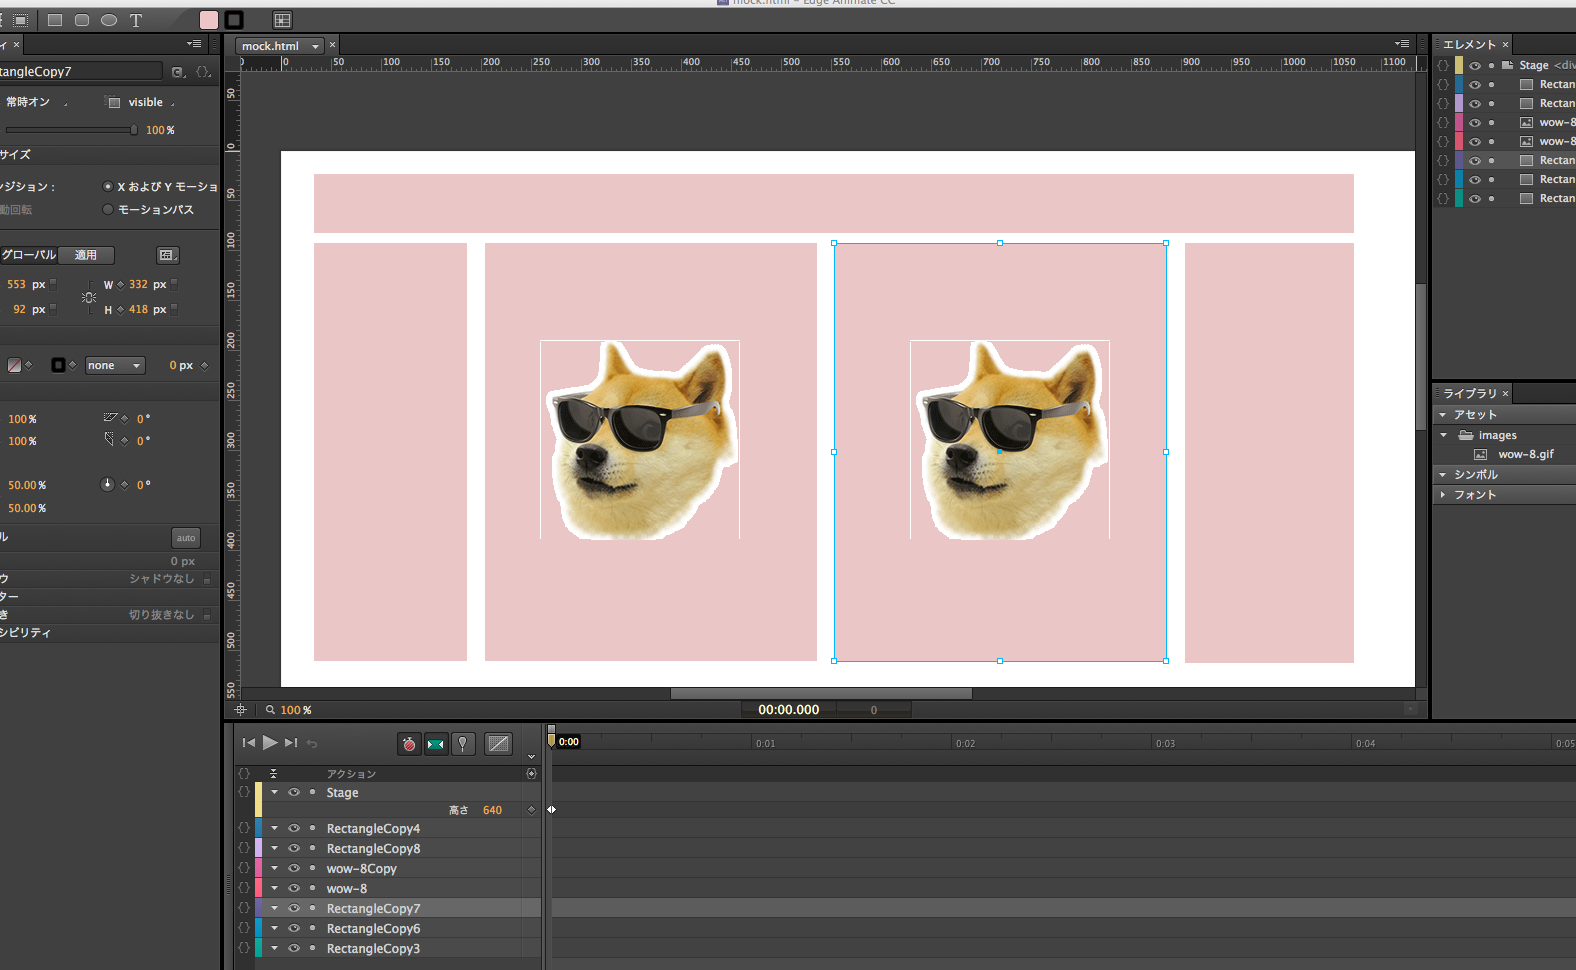 mock.html – Edge Animate CC
T
ィ ×
tangleCopy7
C
{}
常時オン
visible
100 %
サイズ
ンジション :
X および Y モーショ
動回転
モーションパス
グローバル
適用
553 px
W 332 px
92 px
H 418 px
none
0 px
100 %
0 °
100 %
0 °
50.00 %
0 °
50.00 %
ル
auto
0 px
ウ
シャドウなし
ター
き
切り抜きなし
シビリティ
mock.html ×
0 50 100 150 200 250 300 350 400 450 500 550 600 650 700 750 800 850 900 950 1000 1050 1100
50
0
50
100
150
200
250
300
350
400
450
500
550
100 %
00:00.000
0
エレメント ×
{} Stage <div
{} Rectan
{} Rectan
{} wow-8
{} wow-8
{} Rectan
{} Rectan
{} Rectan
ライブラリ ×
アセット
images
wow-8.gif
シンボル
フォント
0:00
0:01
0:02
0:03
0:04
0:05
{} アクション
{} Stage
高さ 640
{} RectangleCopy4
{} RectangleCopy8
{} wow-8Copy
{} wow-8
{} RectangleCopy7
{} RectangleCopy6
{} RectangleCopy3